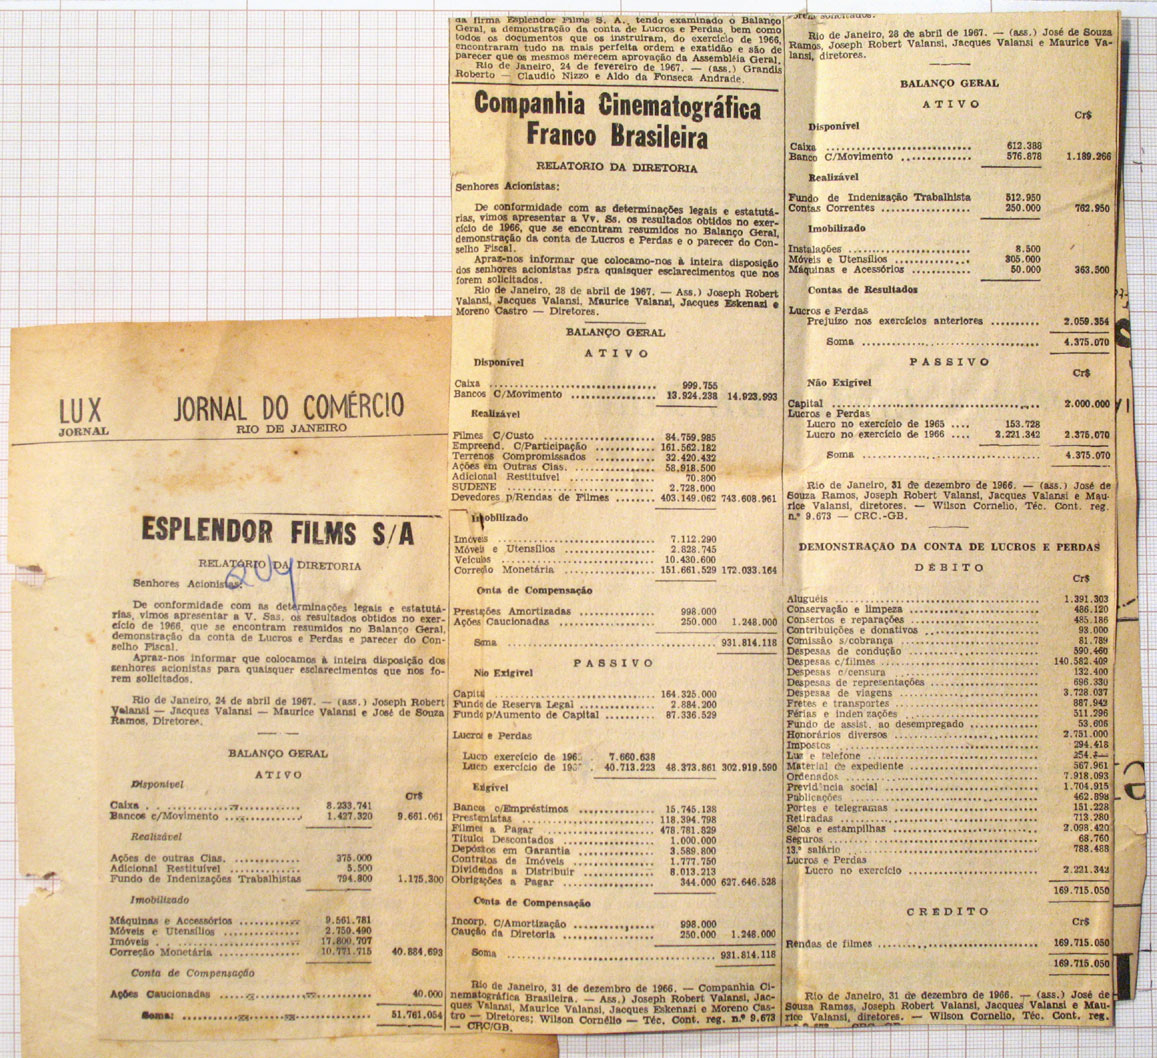 LUX
JORNAL
JORNAL DO COMÉRCIO
RIO DE JANEIRO
ESPLENDOR FILMS S/A
RELATÓRIO DA DIRETORIA
Senhores Acionistas:
De conformidade com as determinações legais e estatutá-
rias, vimos apresentar a V. Sas. os resultados obtidos no exer-
cício de 1966, que se encontram resumidos no Balanço Geral,
demonstração da conta de Lucros e Perdas e parecer do Con-
selho Fiscal.
Apraz-nos informar que colocamos à inteira disposição dos
senhores acionistas para quaisquer esclarecimentos que nos fo-
rem solicitados.
Rio de Janeiro, 24 de abril de 1967. — (ass.) Joseph Robert
Valansi — Jacques Valansi — Maurice Valansi e José de Souza
Ramos, Diretores.
BALANÇO GERAL
ATIVO
Disponível
Cr$
Caixa . . ............ 8.233.741
Bancos c/Movimento ............ 1.427.320 9.661.061
Realizável
Ações de outras Cias. ............ 375.000
Adicional Restituível ............ 5.500
Fundo de Indenizações Trabalhistas 794.800 1.175.300
Imobilizado
Máquinas e Acessórios ............ 9.561.781
Móveis e Utensílios ............ 2.750.490
Imóveis . ............ 17.800.707
Correção Monetária ............ 10.771.715 40.884.693
Conta de Compensação
Ações Caucionadas ............ 40.000
Soma: ............ 51.761.054
da firma Esplendor Films S. A., tendo examinado o Balanço
Geral, a demonstração da conta de Lucros e Perdas, bem como
todos os documentos que os instruiram, do exercício de 1966,
encontraram tudo na mais perfeita ordem e exatidão e são de
parecer que os mesmos merecem aprovação da Assembléia Geral.
Rio de Janeiro, 24 de fevereiro de 1967. — (ass.) Grandis
Roberto — Claudio Nizzo e Aldo da Fonseca Andrade.
Companhia Cinematográfica
Franco Brasileira
RELATÓRIO DA DIRETORIA
Senhores Acionistas:
De conformidade com as determinações legais e estatutá-
rias, vimos apresentar a Vv. Ss. os resultados obtidos no exer-
cício de 1966, que se encontram resumidos no Balanço Geral,
demonstração da conta de Lucros e Perdas e o parecer do Con-
selho Fiscal.
Apraz-nos informar que colocamo-nos à inteira disposição
dos senhores acionistas para quaisquer esclarecimentos que nos
forem solicitados.
Rio de Janeiro, 28 de abril de 1967. — Ass.) Joseph Robert
Valansi, Jacques Valansi, Maurice Valansi, Jacques Eskenazi e
Moreno Castro — Diretores.
BALANÇO GERAL
ATIVO
Disponível
Caixa ............ 999.755
Bancos C/Movimento ............ 13.924.238 14.923.993
Realizável
Filmes C/Custo ............ 84.759.985
Empreend. C/Participação ............ 161.562.182
Terrenos Compromissados ............ 32.420.432
Ações em Outras Cias. ............ 58.918.500
Adicional Restituível ............ 70.800
SUDENE ............ 2.728.000
Devedores p/Rendas de Filmes ............ 403.149.062 743.608.961
Imobilizado
Imóveis ............ 7.112.290
Móveis e Utensílios ............ 2.828.745
Veículos ............ 10.430.600
Correção Monetária ............ 151.661.529 172.033.164
Conta de Compensação
Prestações Amortizadas ............ 998.000
Ações Caucionadas ............ 250.000 1.248.000
Soma ............ 931.814.118
PASSIVO
Não Exigível
Capital ............ 164.325.000
Fundo de Reserva Legal ............ 2.884.200
Fundo p/Aumento de Capital ............ 87.336.529
Lucros e Perdas
Lucro exercício de 7.660.638
Lucro exercício de 40.713.223 48.373.861 302.919.590
Exigível
Bancos c/Empréstimos ............ 15.745.138
Prestamistas ............ 118.394.798
Filmes a Pagar ............ 478.781.829
Títulos Descontados ............ 1.000.000
Depósitos em Garantia ............ 3.589.800
Contratos de Imóveis ............ 1.777.750
Dividendos a Distribuir ............ 8.013.213
Obrigações a Pagar ............ 344.000 627.646.528
Conta de Compensação
Incorp. C/Amortização ............ 998.000
Caução da Diretoria ............ 250.000 1.248.000
Soma ............ 931.814.118
Rio de Janeiro, 31 de dezembro de 1966. — Companhia Ci-
nematográfica Brasileira. — Ass.) Joseph Robert Valansi, Jac-
ques Valansi, Maurice Valansi, Jacques Eskenazi e Moreno Cas-
tro — Diretores; Wilson Cornélio — Téc. Cont. reg. n.º 9.673
— CRC/GB.
Rio de Janeiro, 28 de abril de 1967. — (ass.) José de Souza
Ramos, Joseph Robert Valansi, Jacques Valansi e Maurice Va-
lansi, diretores.
BALANÇO GERAL
ATIVO
Cr$
Disponível
Caixa ............ 612.388
Banco C/Movimento ............ 576.878 1.189.266
Realizável
Fundo de Indenização Trabalhista 512.950
Contas Correntes ............ 250.000 762.950
Imobilizado
Instalações ............ 8.500
Móveis e Utensílios ............ 305.000
Máquinas e Acessórios ............ 50.000 363.500
Contas de Resultados
Lucros e Perdas
Prejuízo nos exercícios anteriores .......... 2.059.354
Soma ............ 4.375.070
PASSIVO
Cr$
Não Exigível
Capital ............ 2.000.000
Lucros e Perdas
Lucro no exercício de 1965 .... 153.728
Lucro no exercício de 1966 .... 2.221.342 2.375.070
Soma ............ 4.375.070
Rio de Janeiro, 31 de dezembro de 1966. — (ass.) José de
Souza Ramos, Joseph Robert Valansi, Jacques Valansi e Mau-
rice Valansi, diretores. — Wilson Cornelio, Téc. Cont. reg.
n.º 9.673 — CRC.-GB.
DEMONSTRAÇÃO DA CONTA DE LUCROS E PERDAS
DÉBITO
Cr$
Aluguéis ............ 1.391.303
Conservação e limpeza ............ 486.120
Consertos e reparações ............ 485.186
Contribuições e donativos ............ 93.000
Comissão s/cobrança ............ 81.789
Despesas de condução ............ 590.460
Despesas c/filmes ............ 140.582.409
Despesas c/censura ............ 132.400
Despesas de representações ............ 696.330
Despesas de viagens ............ 3.728.037
Fretes e transportes ............ 887.943
Férias e indenizações ............ 511.296
Fundo de assist. ao desempregado ............ 53.606
Honorários diversos ............ 2.751.000
Impostos ............ 294.418
Luz e telefone ............
Material de expediente ............ 567.961
Ordenados ............ 7.918.093
Previdência social ............ 1.704.915
Publicações ............ 462.898
Portes e telegramas ............ 151.228
Retiradas ............ 713.280
Selos e estampilhas ............ 2.098.420
Seguros ............ 68.760
13.º salário ............ 788.488
Lucros e Perdas
Lucro no exercício ............ 2.221.342
169.715.050
CRÉDITO
Cr$
Rendas de filmes ............ 169.715.050
169.715.050
Rio de Janeiro, 31 de dezembro de 1966. — (ass.) José de
Souza Ramos, Joseph Robert Valansi, Jacques Valansi e Mau-
rice Valansi, diretores. — Wilson Cornelio, Téc. Cont. reg.